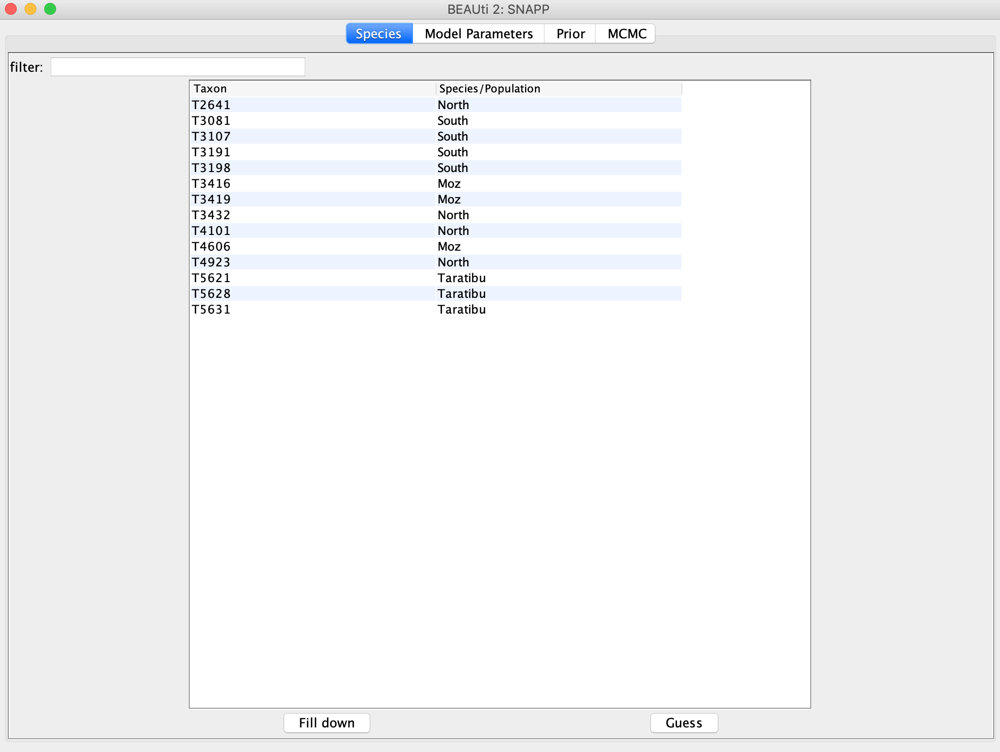 BEAUti 2: SNAPP
Species Model Parameters Prior MCMC
filter:
Taxon Species/Population
T2641 North
T3081 South
T3107 South
T3191 South
T3198 South
T3416 Moz
T3419 Moz
T3432 North
T4101 North
T4606 Moz
T4923 North
T5621 Taratibu
T5628 Taratibu
T5631 Taratibu
Fill down Guess